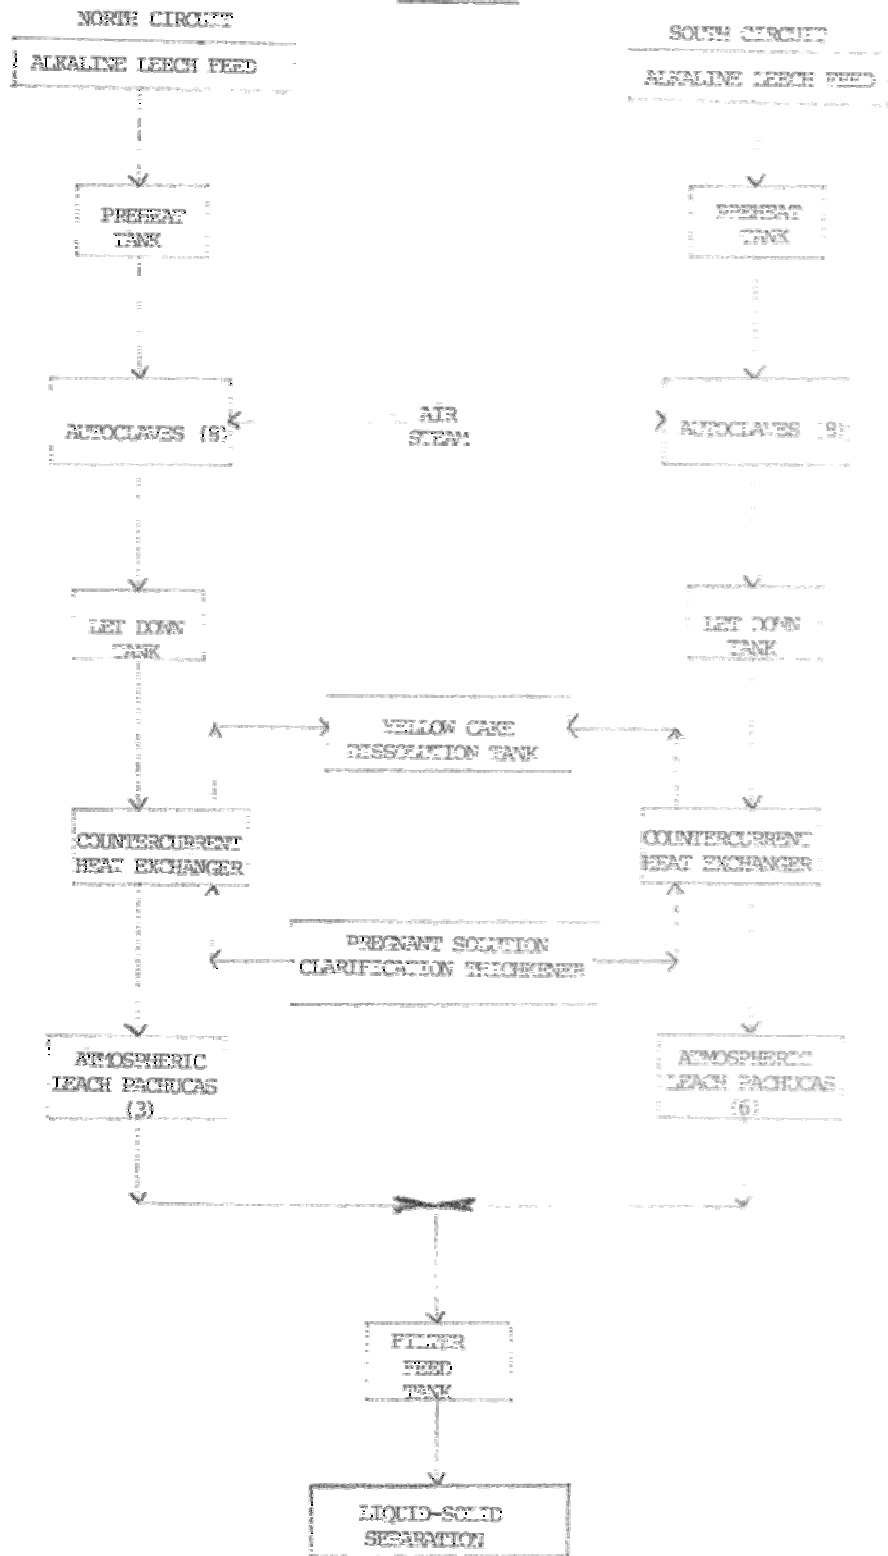 NORTH CIRCUIT
ALKALINE LEECH FEED
SOUTH CIRCUIT
ALKALINE LEECH FEED
PREHEAT
TANK
PREHEAT
TANK
AUTOCLAVES (8)
AIR
STEAM
AUTOCLAVES (8)
LET DOWN
TANK
LET DOWN
TANK
YELLOW CAKE
DISSOLUTION TANK
COUNTERCURRENT
HEAT EXCHANGER
COUNTERCURRENT
HEAT EXCHANGER
PREGNANT SOLUTION
CLARIFICATION THICHKENER
ATMOSPHERIC
LEACH PACHUCAS
(3)
ATMOSPHERIC
LEACH PACHUCAS
(6)
FILTER
FEED
TANK
LIQUID-SOLID
SEPARATION